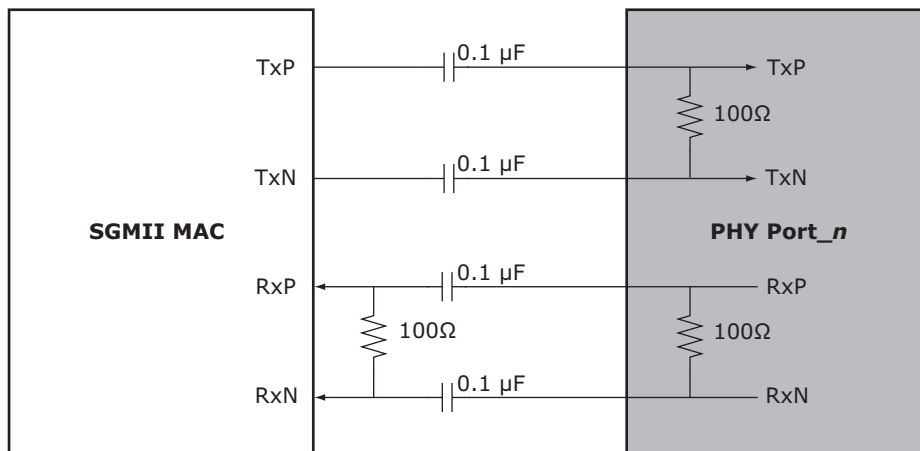 0.1 µF
TxP
TxP
100Ω
0.1 µF
TxN
TxN
SGMII MAC
PHY Port_n
0.1 µF
RxP
RxP
100Ω
100Ω
0.1 µF
RxN
RxN